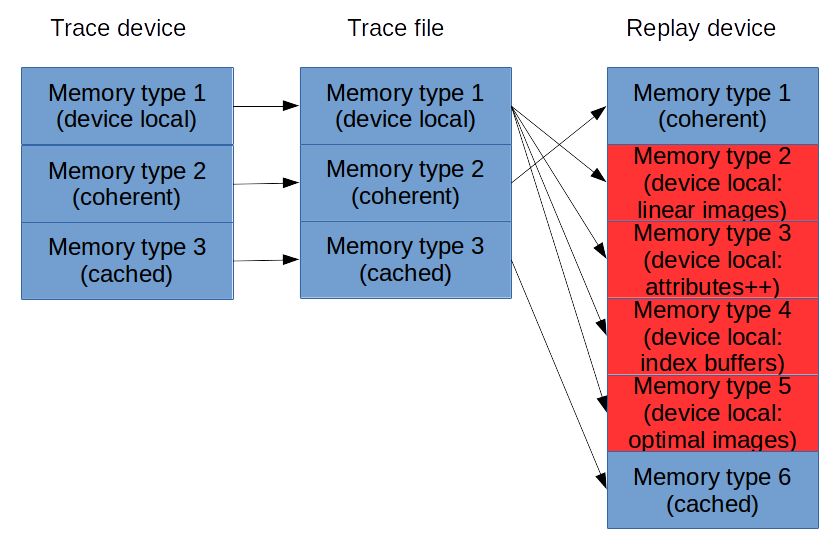 Trace device
Trace file
Replay device
Memory type 1
(device local)
Memory type 2
(coherent)
Memory type 3
(cached)
Memory type 1
(device local)
Memory type 2
(coherent)
Memory type 3
(cached)
Memory type 1
(coherent)
Memory type 2
(device local:
linear images)
Memory type 3
(device local:
attributes++)
Memory type 4
(device local:
index buffers)
Memory type 5
(device local:
optimal images)
Memory type 6
(cached)